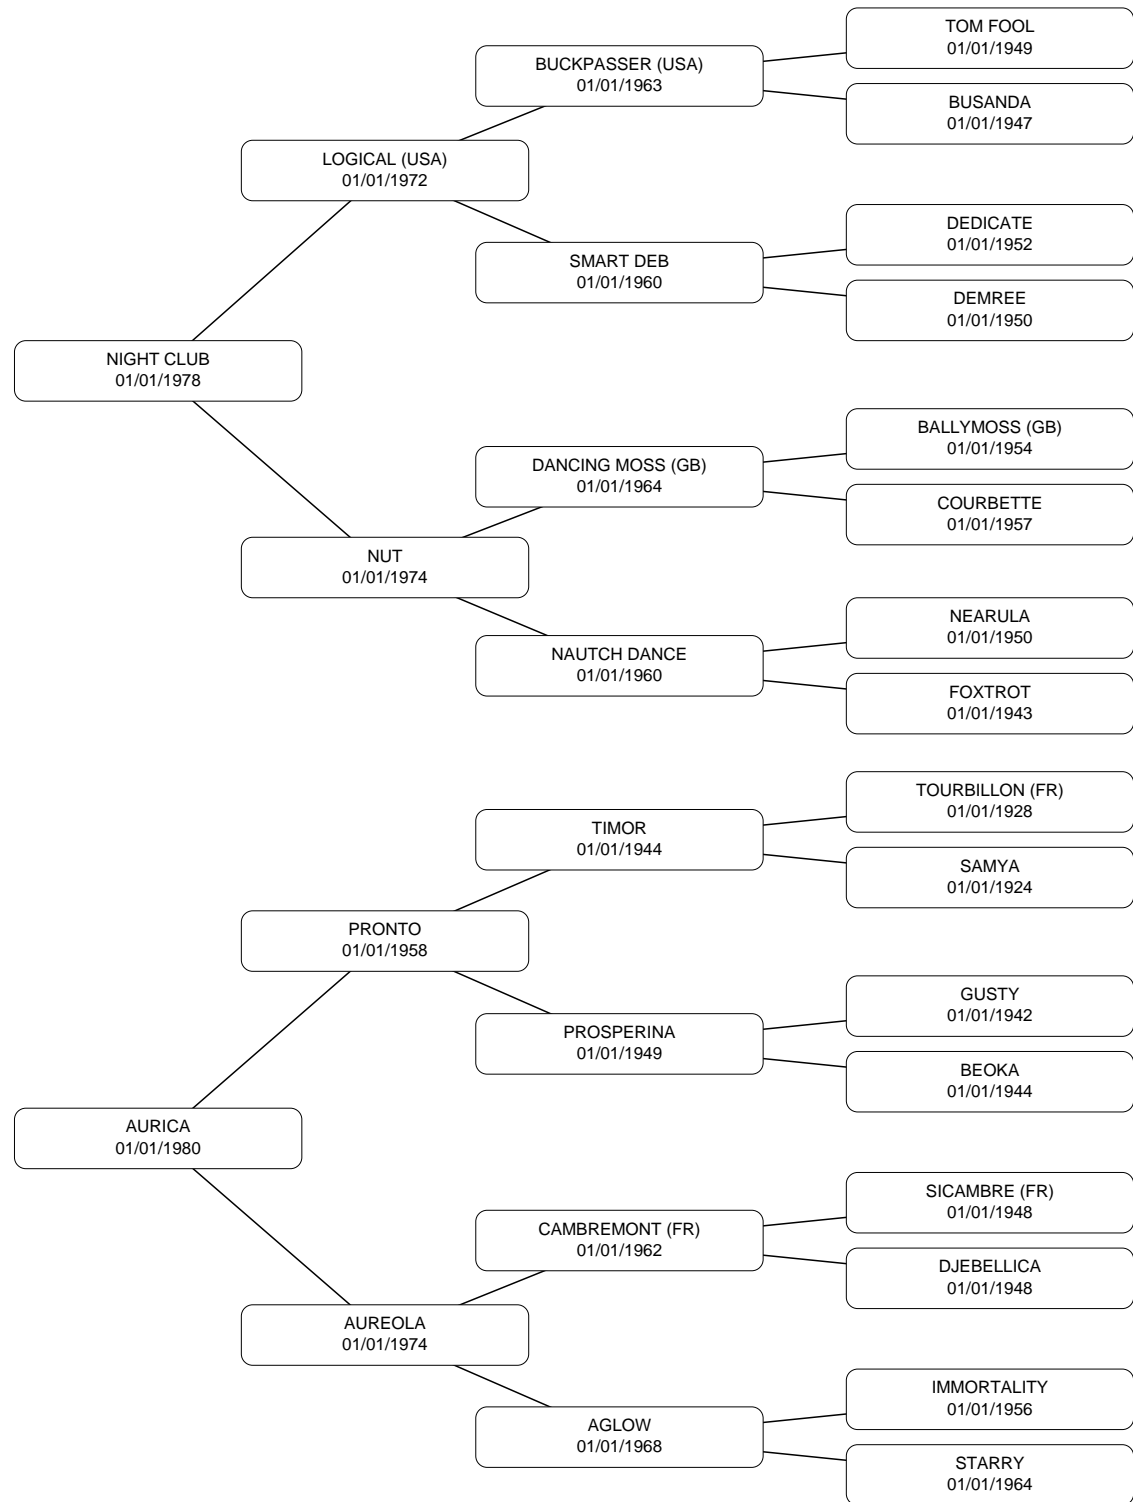 TOM FOOL
01/01/1949
BUCKPASSER (USA)
01/01/1963
BUSANDA
01/01/1947
LOGICAL (USA)
01/01/1972
DEDICATE
01/01/1952
SMART DEB
01/01/1960
DEMREE
01/01/1950
NIGHT CLUB
01/01/1978
BALLYMOSS (GB)
01/01/1954
DANCING MOSS (GB)
01/01/1964
COURBETTE
01/01/1957
NUT
01/01/1974
NEARULA
01/01/1950
NAUTCH DANCE
01/01/1960
FOXTROT
01/01/1943
TOURBILLON (FR)
01/01/1928
TIMOR
01/01/1944
SAMYA
01/01/1924
PRONTO
01/01/1958
GUSTY
01/01/1942
PROSPERINA
01/01/1949
BEOKA
01/01/1944
AURICA
01/01/1980
SICAMBRE (FR)
01/01/1948
CAMBREMONT (FR)
01/01/1962
DJEBELLICA
01/01/1948
AUREOLA
01/01/1974
IMMORTALITY
01/01/1956
AGLOW
01/01/1968
STARRY
01/01/1964